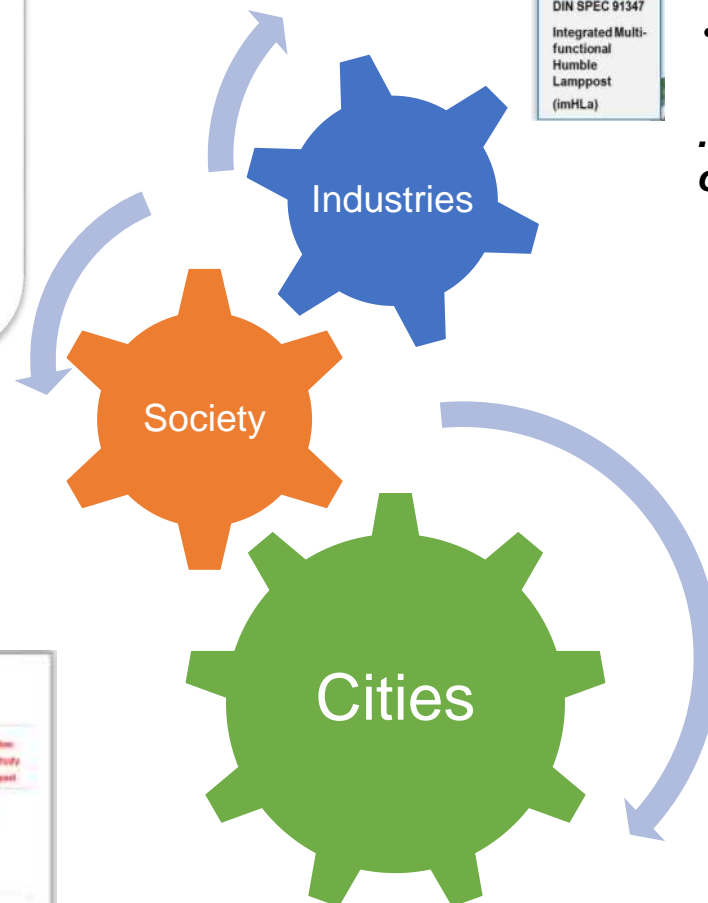 DIN SPEC 91347
Integrated Multi-
functional
Humble
Lamppost
(imHLa)
Industries
Society
Cities